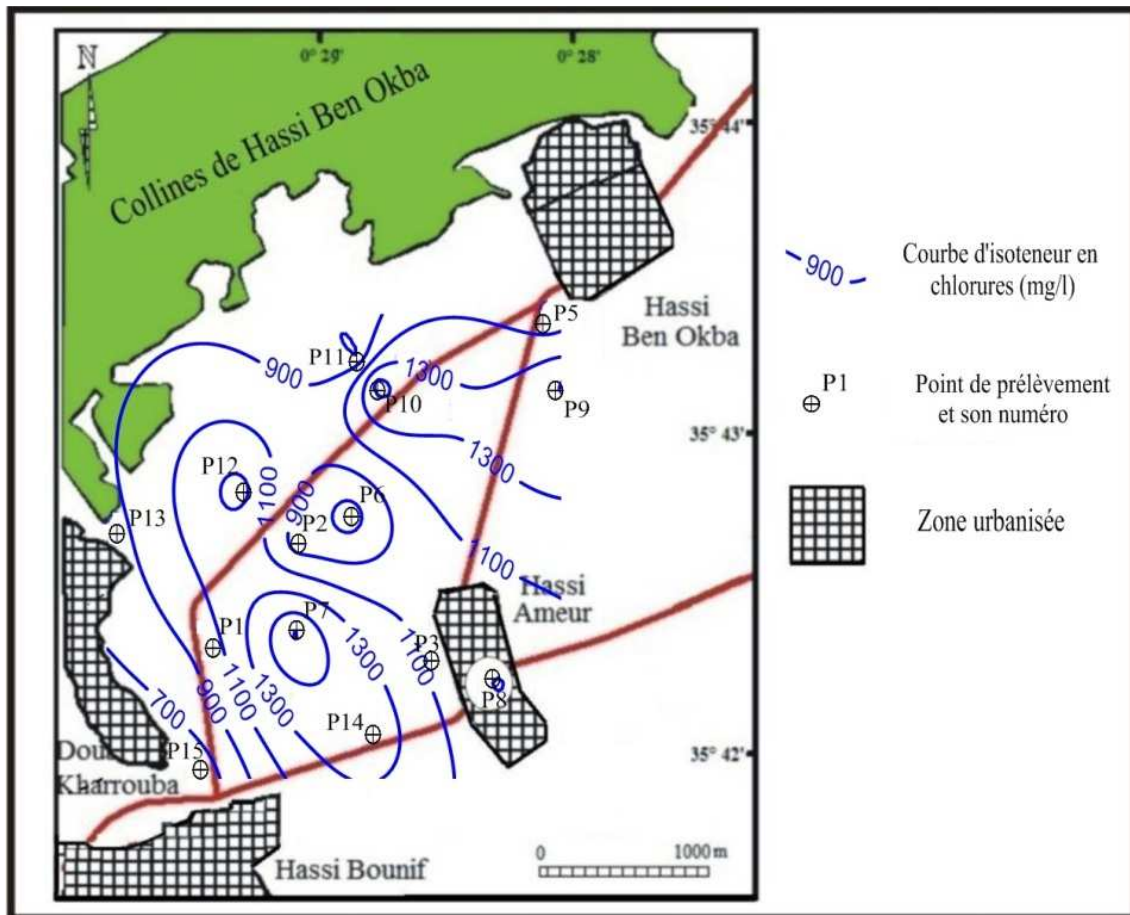 N
0° 29'
0° 28'
35° 44'
Collines de Hassi Ben Okba
Hassi
Ben Okba
P5
P11
900
1300
P10
P9
35° 43'
1300
P12
1100
900
P6
P2
P13
1100
Hassi
Ameur
P7
P1
P3
1300
1100
1100
1300
900
700
P8
P14
P15
35° 42'
Kharrouba
Hassi Bounif
0
1000 m
900
Courbe d'isoteneur en
chlorures (mg/l)
P1
Point de prélèvement
et son numéro
Zone urbanisée